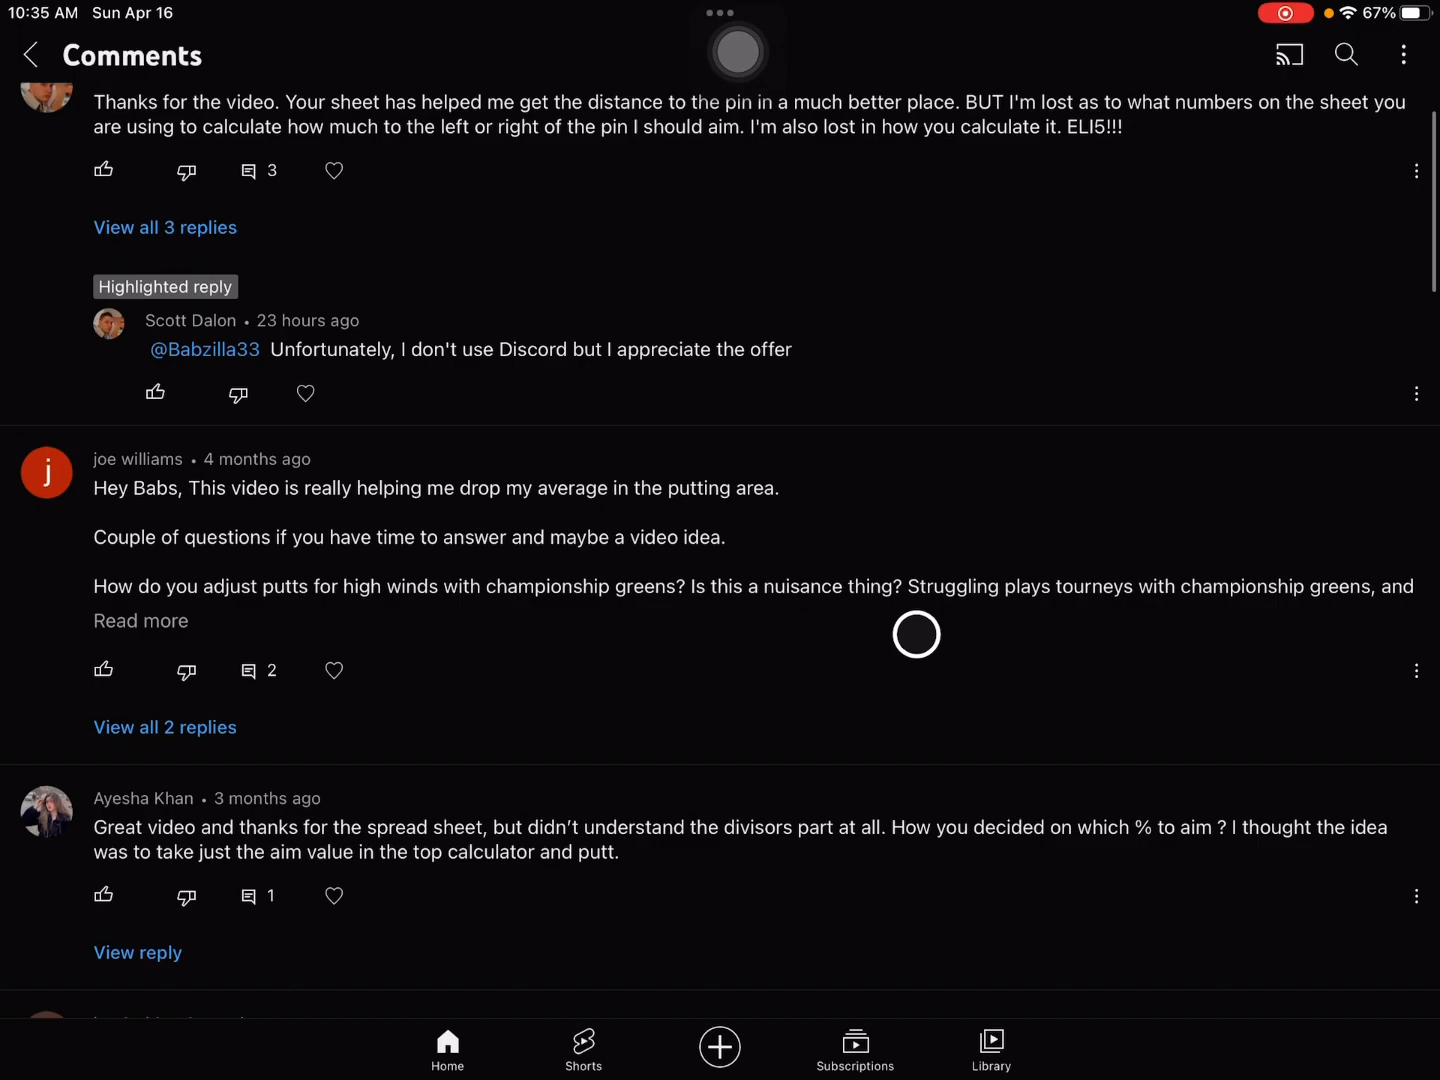 10:35 AM Sun Apr 16
67%
Comments
Thanks for the video. Your sheet has helped me get the distance to the pin in a much better place. BUT I'm lost as to what numbers on the sheet you
are using to calculate how much to the left or right of the pin I should aim. I'm also lost in how you calculate it. ELI5!!!
3
View all 3 replies
Highlighted reply
Scott Dalon • 23 hours ago
@Babzilla33 Unfortunately, I don't use Discord but I appreciate the offer
j
joe williams • 4 months ago
Hey Babs, This video is really helping me drop my average in the putting area.
Couple of questions if you have time to answer and maybe a video idea.
How do you adjust putts for high winds with championship greens? Is this a nuisance thing? Struggling plays tourneys with championship greens, and
Read more
2
View all 2 replies
Ayesha Khan • 3 months ago
Great video and thanks for the spread sheet, but didn't understand the divisors part at all. How you decided on which % to aim ? I thought the idea
was to take just the aim value in the top calculator and putt.
1
View reply
Home
Shorts
Subscriptions
Library